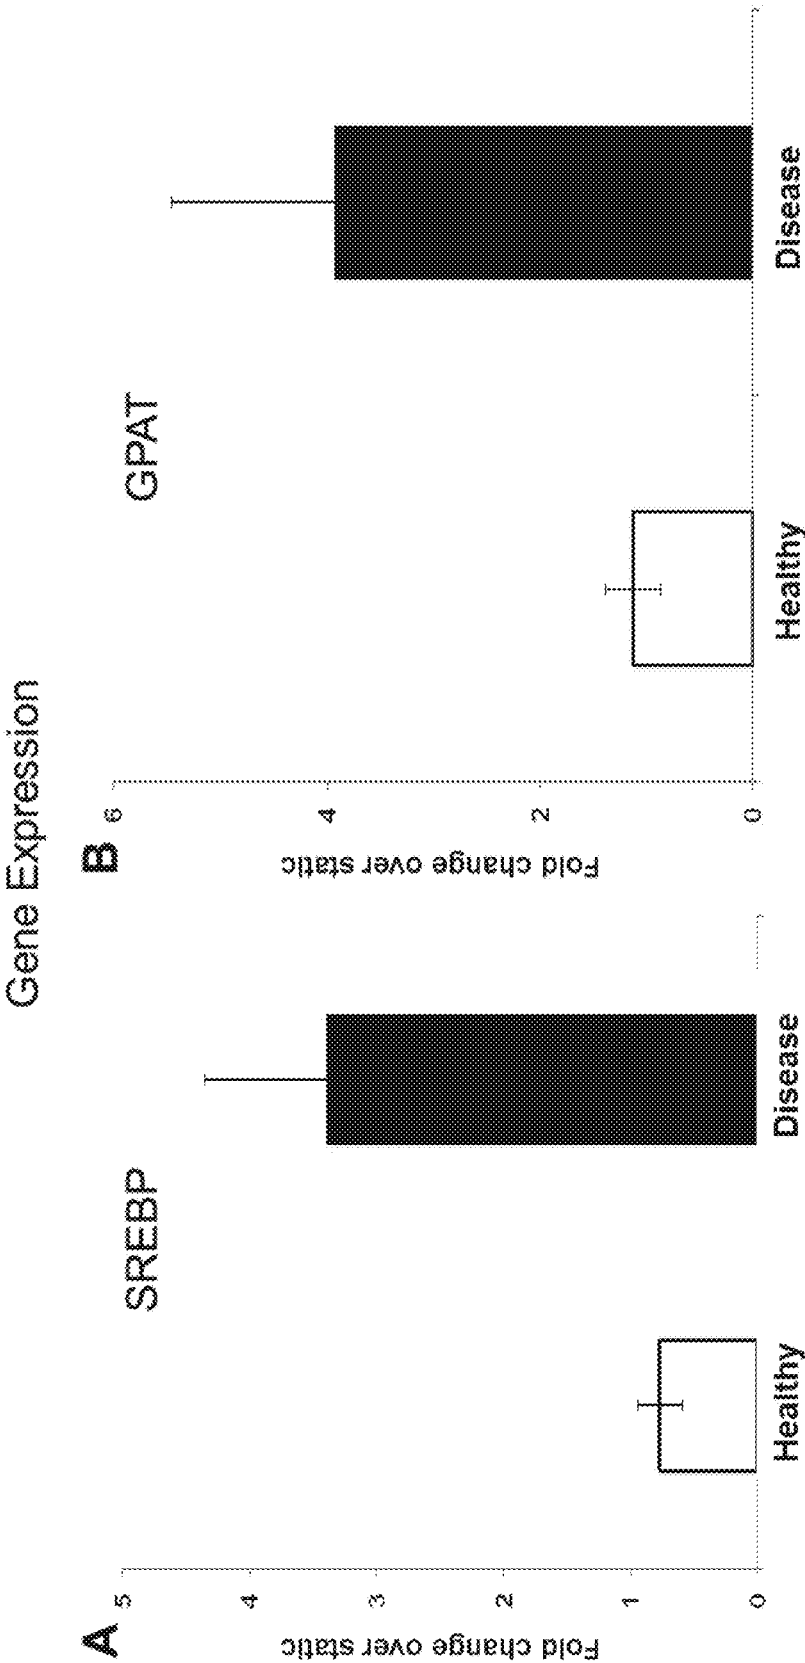 Gene Expression
A
SREBP
Fold change over static
5
4
3
2
1
0
Healthy
Disease
B
GPAT
Fold change over static
6
4
2
0
Healthy
Disease